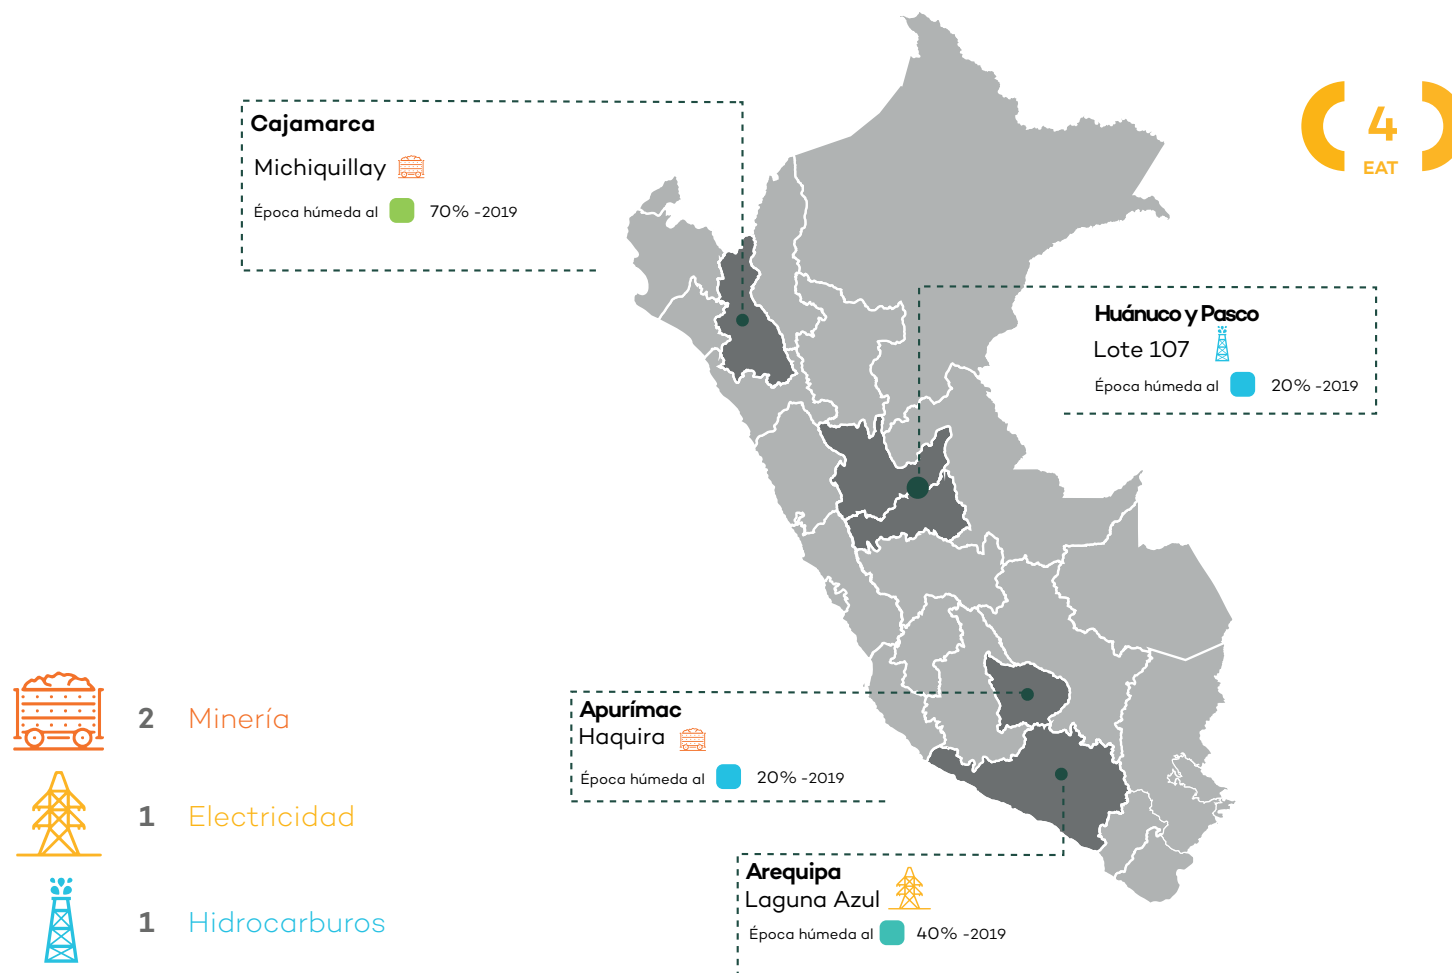 Cajamarca
Michiquillay
Época húmeda al 70% -2019
4
EAT
Huánuco y Pasco
Lote 107
Época húmeda al 20% -2019
2 Minería
1 Electricidad
1 Hidrocarburos
Apurímac
Haquira
Época húmeda al 20% -2019
Arequipa
Laguna Azul
Época húmeda al 40% -2019